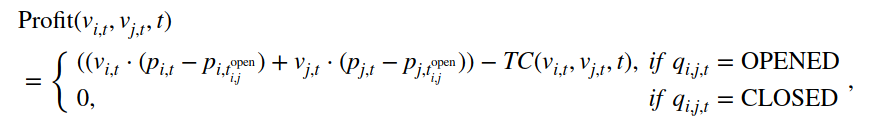 Profit(v_{i,t}, v_{j,t}, t)
= { ((v_{i,t} · (p_{i,t} − p_{i,t_{i,j}^{open}}) + v_{j,t} · (p_{j,t} − p_{j,t_{i,j}^{open}})) − TC(v_{i,t}, v_{j,t}, t), if q_{i,j,t} = OPENED
0, if q_{i,j,t} = CLOSED ,